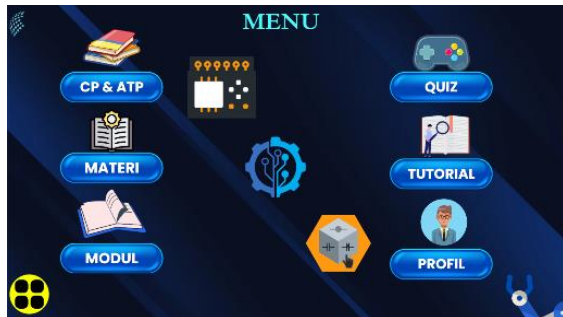 MENU
CP & ATP
QUIZ
MATERI
TUTORIAL
MODUL
PROFIL